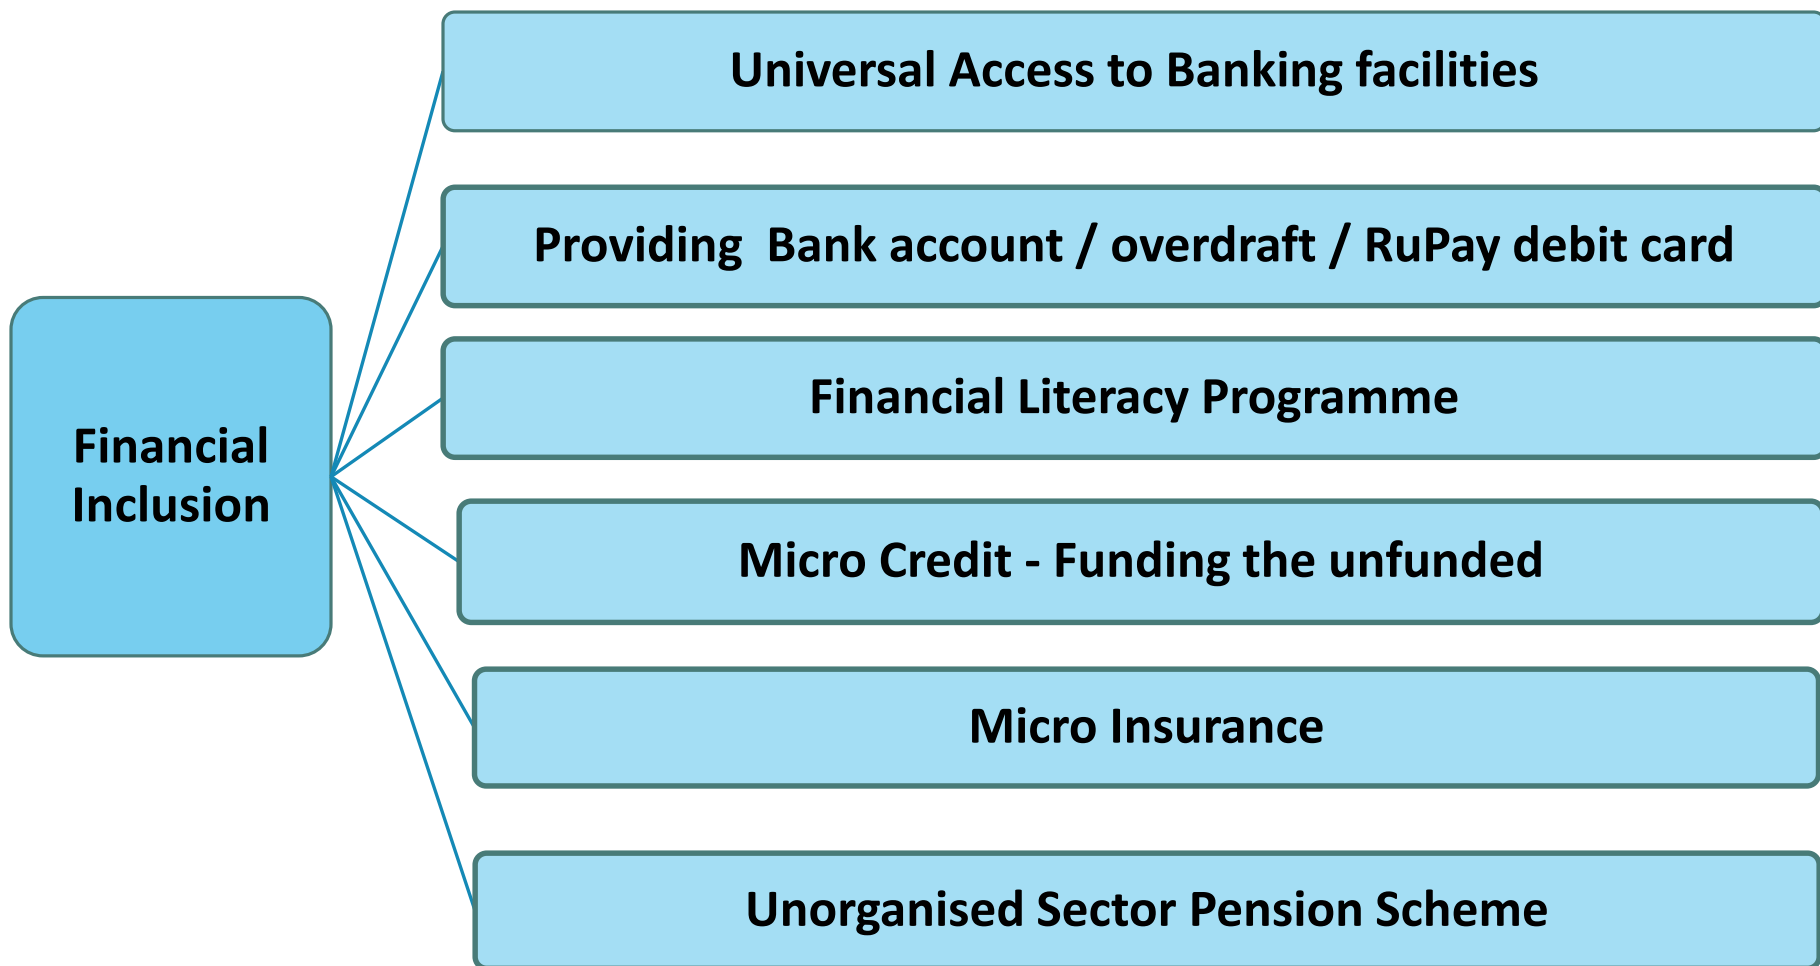 Universal Access to Banking facilities
Providing  Bank account / overdraft / RuPay debit card
Financial Literacy Programme
Financial
Inclusion
Micro Credit - Funding the unfunded
Micro Insurance
Unorganised Sector Pension Scheme